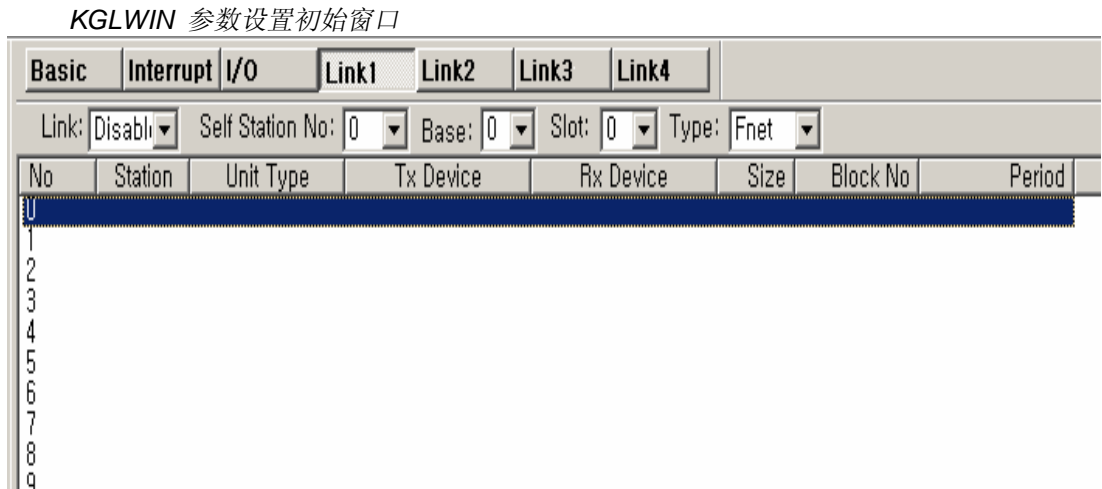 KGLWIN 参数设置初始窗口
Basic Interrupt I/O Link1 Link2 Link3 Link4
Link: Disabl Self Station No: 0 Base: 0 Slot: 0 Type: Fnet
No Station Unit Type Tx Device Rx Device Size Block No Period
0
1
2
3
4
5
6
7
8
9